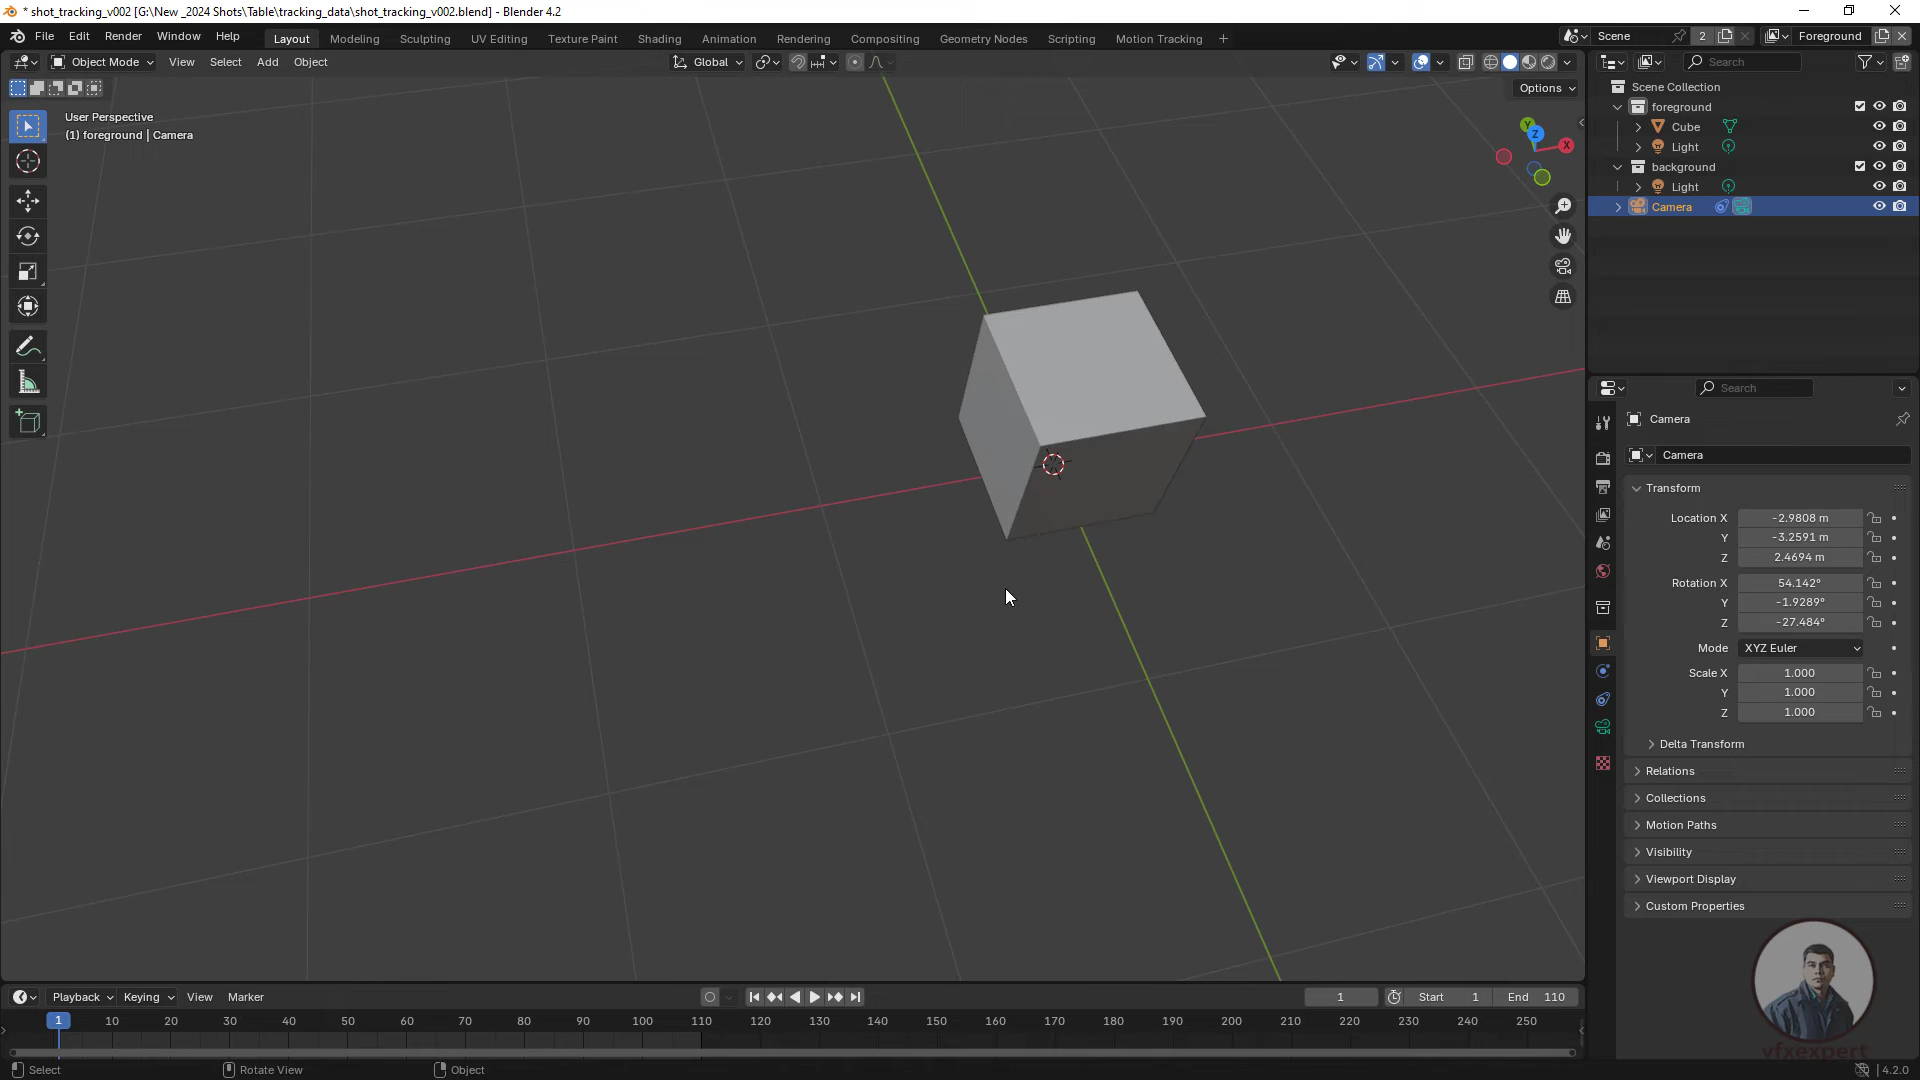 * shot_tracking_v002 [G:\New _2024 Shots\Table\tracking_data\shot_tracking_v002.blend] - Blender 4.2
File Edit Render Window Help
Layout Modeling Sculpting UV Editing Texture Paint Shading Animation Rendering Compositing Geometry Nodes Scripting Motion Tracking +
Scene 2 Foreground
Object Mode View Select Add Object
Global
Search
Options
User Perspective
(1) foreground | Camera
Y
Z
X
Scene Collection
foreground
Cube
Light
background
Light
Camera
Search
Camera
Camera
Transform
Location X -2.9808 m
Y -3.2591 m
Z 2.4694 m
Rotation X 54.142°
Y -1.9289°
Z -27.484°
Mode XYZ Euler
Scale X 1.000
Y 1.000
Z 1.000
Delta Transform
Relations
Collections
Motion Paths
Visibility
Viewport Display
Custom Properties
vfxexpert
Playback Keying View Marker
1 Start 1 End 110
1 10 20 30 40 50 60 70 80 90 100 110 120 130 140 150 160 170 180 190 200 210 220 230 240 250
Select Rotate View Object
4.2.0